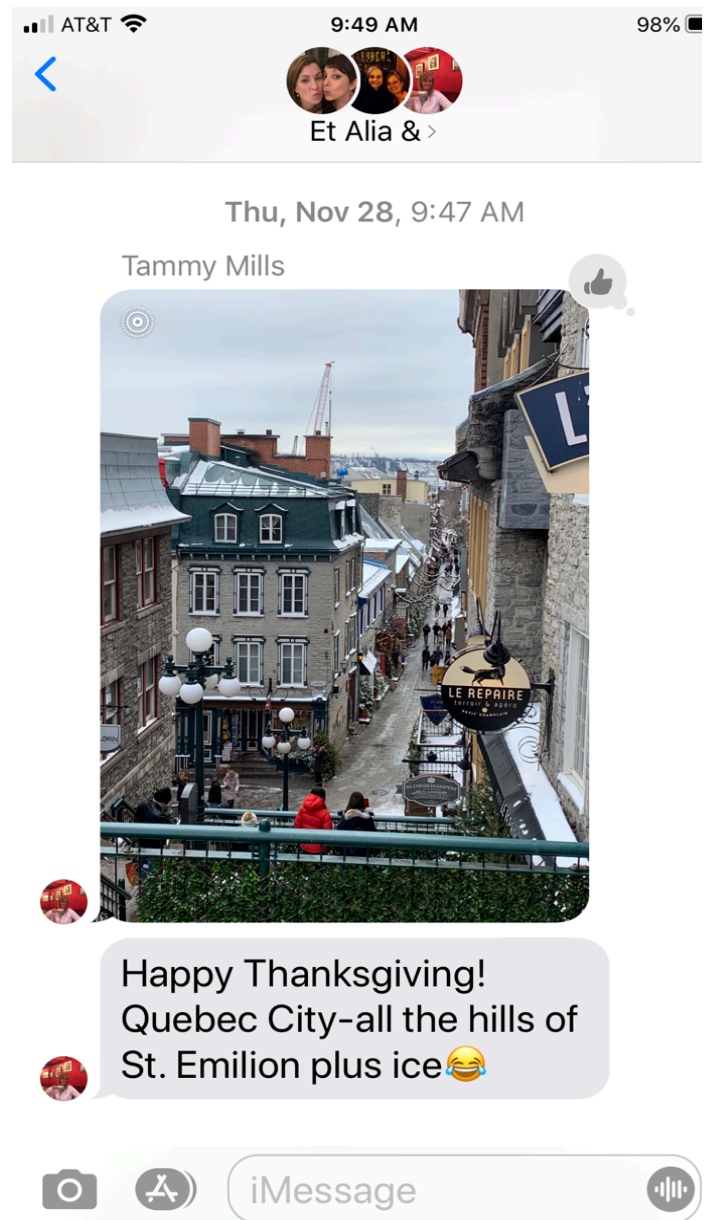 AT&T 9:49 AM 98%
Et Alia & >
Thu, Nov 28, 9:47 AM
Tammy Mills
L'
LE REPAIRE
terroir & apéro
PETIT CHAMPLAIN
Happy Thanksgiving!
Quebec City-all the hills of
St. Emilion plus ice😂
iMessage